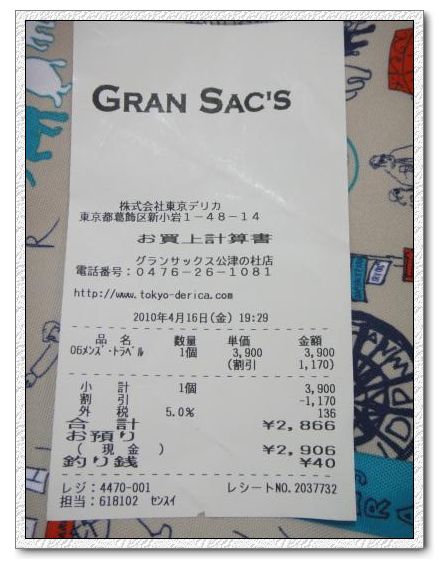 GRAN SAC'S
株式会社東京デリカ
東京都葛飾区新小岩1-48-14
お買上計算書
グランサックス公津の杜店
電話番号:0476-26-1081
http://www.tokyo-derica.com
2010年4月16日(金) 19:29
品 名 数量 単価 金額
06メンズ・トラベル 1個 3,900 3,900
(割引 1,170)
小 計 1個 3,900
割 引 -1,170
外 税 5.0% 136
合 計 ¥2,866
お預り
( 現金 ) ¥2,906
釣り銭 ¥40
レジ:4470-001 レシートNO.2037732
担当:618102 センスイ